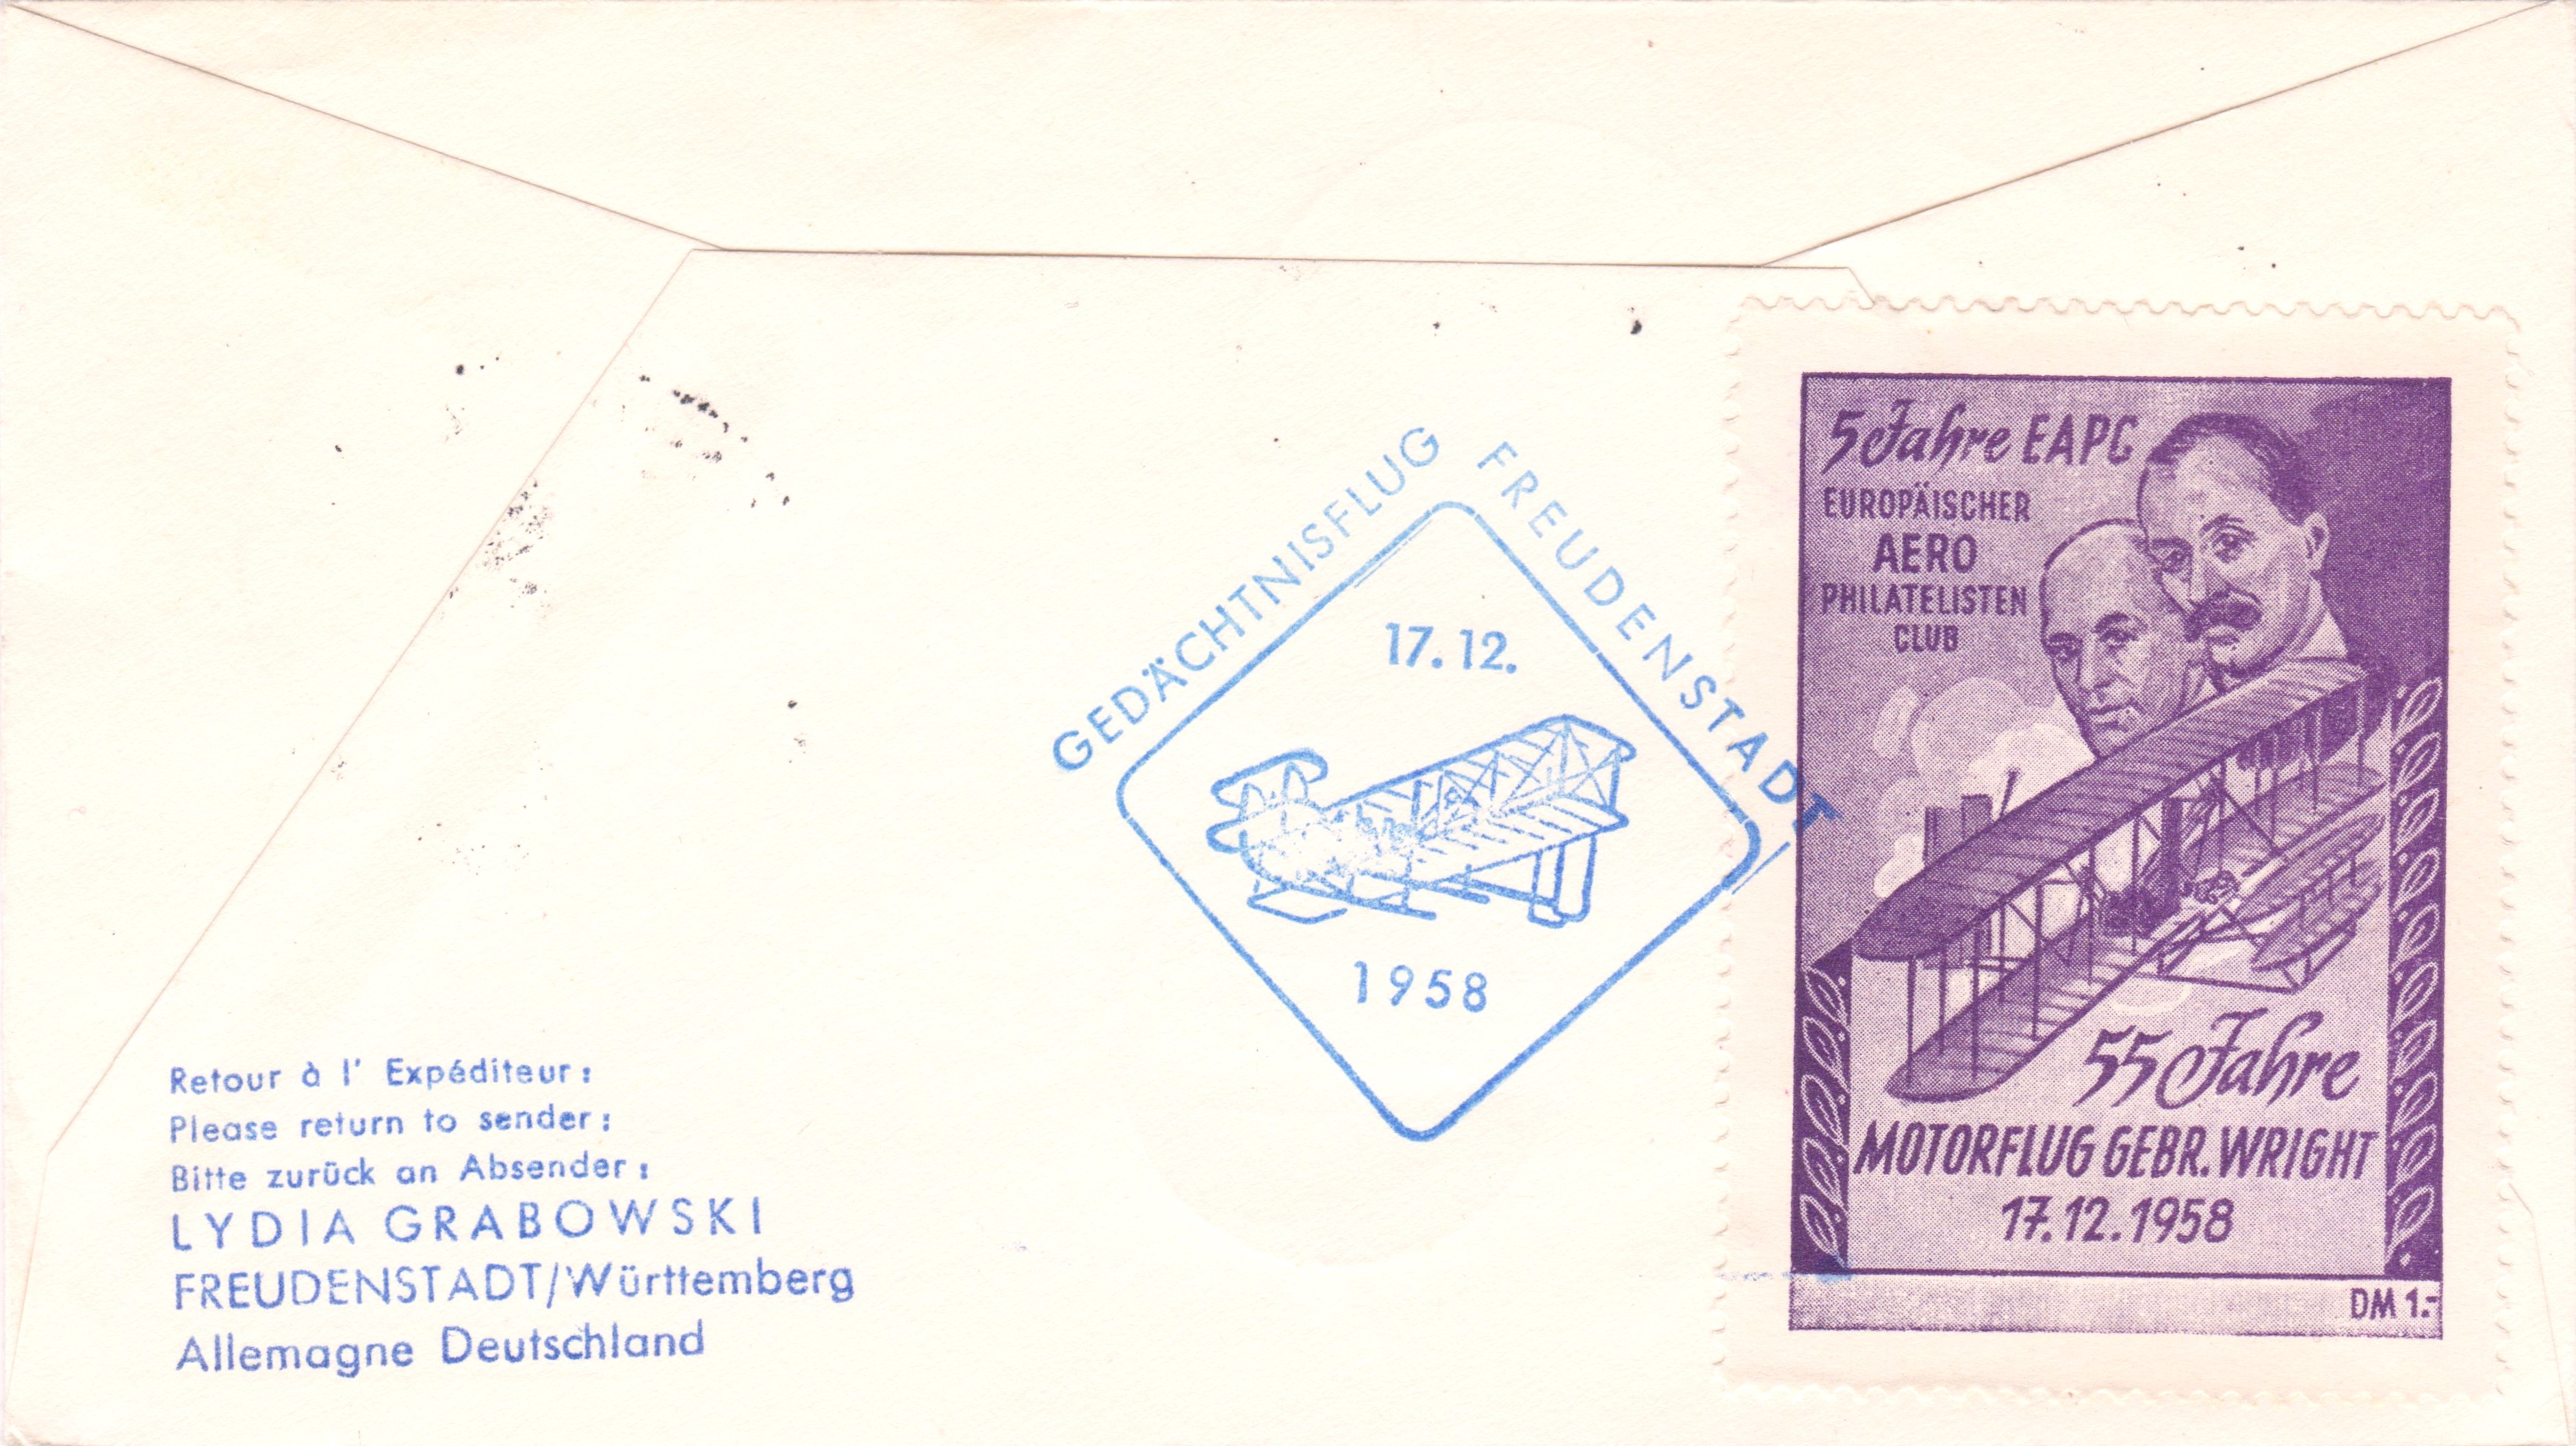 GEDÄCHTNISFLUG FREUDENSTADT
17.12.
1958
Retour à l' Expéditeur:
Please return to sender:
Bitte zurück an Absender:
LYDIA GRABOWSKI
FREUDENSTADT/Württemberg
Allemagne Deutschland
5 Jahre EAPC
EUROPÄISCHER
AERO
PHILATELISTEN
CLUB
55 Jahre
MOTORFLUG GEBR. WRIGHT
17.12.1958
DM 1.-